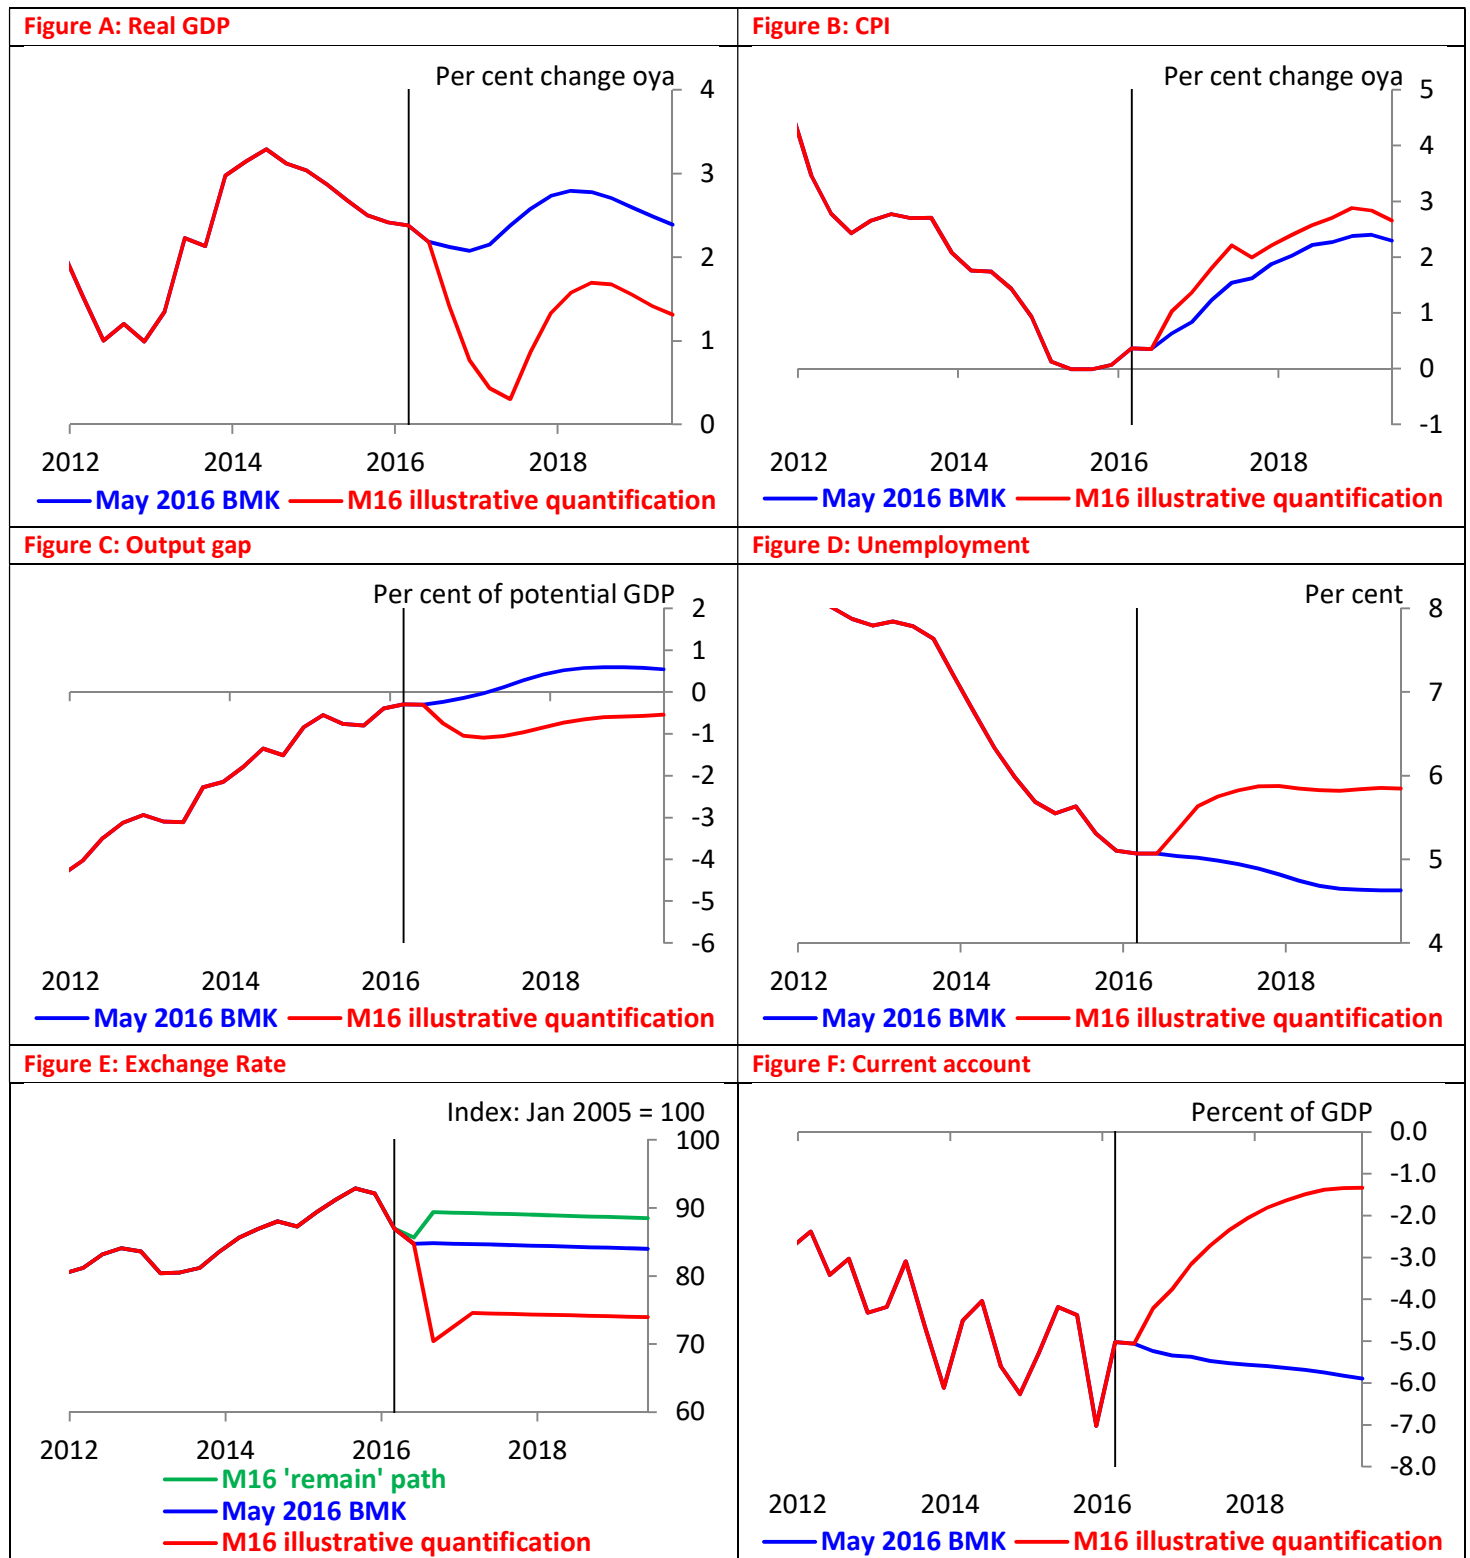 Figure A: Real GDP
Per cent change oya
4
3
2
1
0
2012 2014 2016 2018
May 2016 BMK M16 illustrative quantification
Figure B: CPI
Per cent change oya
5
4
3
2
1
0
-1
2012 2014 2016 2018
May 2016 BMK M16 illustrative quantification
Figure C: Output gap
Per cent of potential GDP
2
1
0
-1
-2
-3
-4
-5
-6
2012 2014 2016 2018
May 2016 BMK M16 illustrative quantification
Figure D: Unemployment
Per cent
8
7
6
5
4
2012 2014 2016 2018
May 2016 BMK M16 illustrative quantification
Figure E: Exchange Rate
Index: Jan 2005 = 100
100
90
80
70
60
2012 2014 2016 2018
M16 'remain' path
May 2016 BMK
M16 illustrative quantification
Figure F: Current account
Percent of GDP
0.0
-1.0
-2.0
-3.0
-4.0
-5.0
-6.0
-7.0
-8.0
2012 2014 2016 2018
May 2016 BMK M16 illustrative quantification